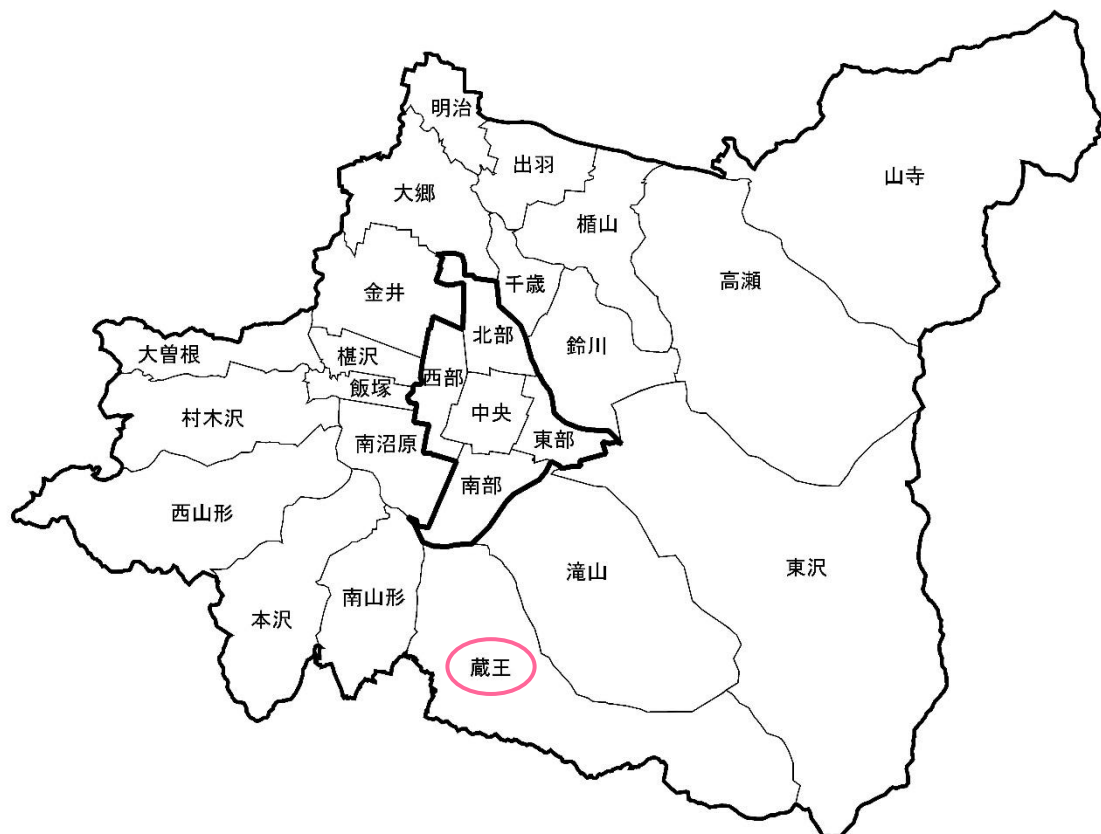 明治
出羽
山寺
大郷
楯山
高瀬
千歳
金井
北部
鈴川
大曽根
椹沢
西部
飯塚
村木沢
中央
南沼原
東部
南部
西山形
滝山
東沢
南山形
本沢
蔵王